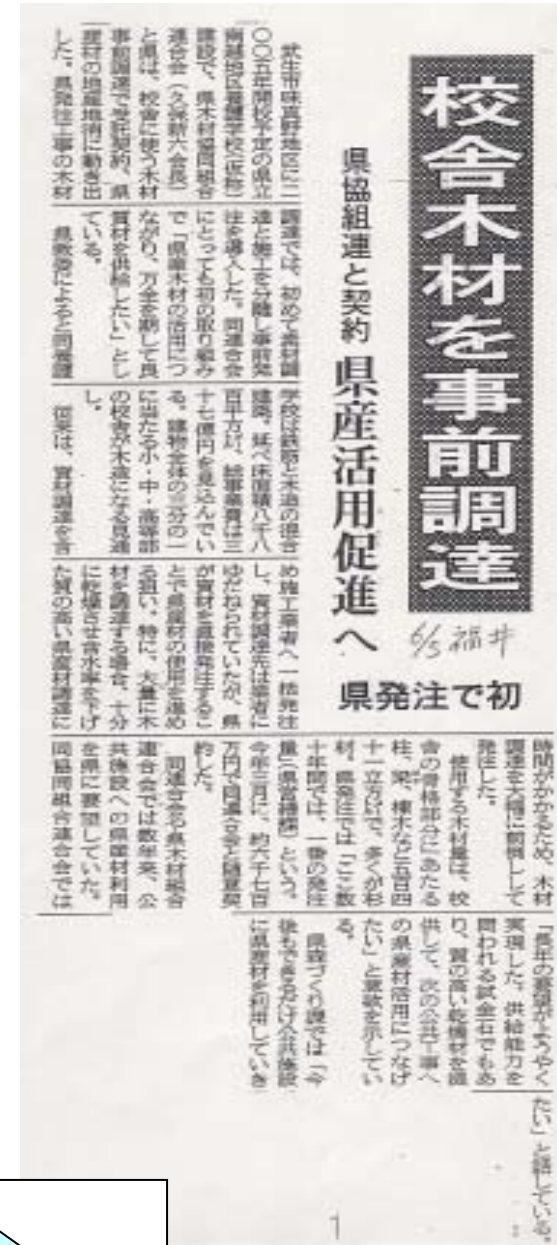 校舎木材を事前調達
県協組連と契約 県産活用促進へ
6/5 福井
県発注で初
武生市味真野地区に二
〇〇五年開校予定の県立
南越地区養護学校(仮称)
建設で、県木材協同組合
連合会(久保新六会長)
と県は、校舎に使う木材
事前調達で受託契約、県
産材の地産地消に動き出
した。県発注工事の木材
調達では、初めて素材調
達と施工を分離し事前発
注を導入した。同連合会
にとっても初の取り組み
で「県産木材の活用につ
ながり、万全を期して良
質材を供給したい」とし
ている。
県教委によると同養護
学校は鉄筋と木造の混合
建築。延べ床面積八千八
百平方㍍、総事業費は三
十七億円を見込んでい
る。建物全体の三分の一
に当たる小・中・高等部
の校舎が木造になる見通
し。
従来は、資材調達を含
め施工業者へ一括発注
し、資材調達先は業者に
ゆだねられていたが、県
が資材を直接発注するこ
とで県産材の使用を進め
る狙い。特に、大量に木
材を調達する場合、十分
に乾燥させ含水率を下げ
た質の高い県産材調達に
時間がかかるため、木材
調達を大幅に前倒しして
発注した。
使用する木材量は、校
舎の骨格部分にあたる
柱、梁、棟木など五百四
十一立方㍍で、多くが杉
材。県発注では「ここ数
十年間では、一番の発注
量」(県営繕課)という。
今年三月に、約六千七百
万円で同連合会と随意契
約した。
同連合会る県木材組合
連合会では数年来、公
共施設への県産材利用
を県に要望していた。
同協同組合連合会では
「長年の要望がようやく
実現した。供給能力を
問われる試金石でもあ
り、質の高い乾燥材を提
供して、次の公共工事へ
の県産材活用につなげ
たい」と意欲を示してい
る。
県森づくり課では「今
後もできるだけ公共施設
に県産材を利用していき
たい」と話している。
1